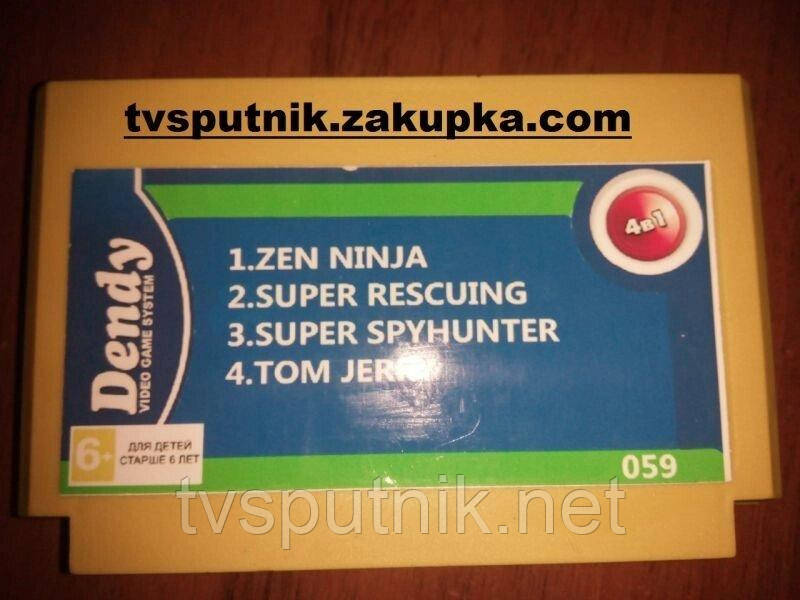 tvsputnik.zakupka.com
4в1
Dendy
VIDEO GAME SYSTEM
1.ZEN NINJA
2.SUPER RESCUING
3.SUPER SPYHUNTER
4.TOM JERRY
6+
ДЛЯ ДЕТЕЙ
СТАРШЕ 6 ЛЕТ
059
tvsputnik.net